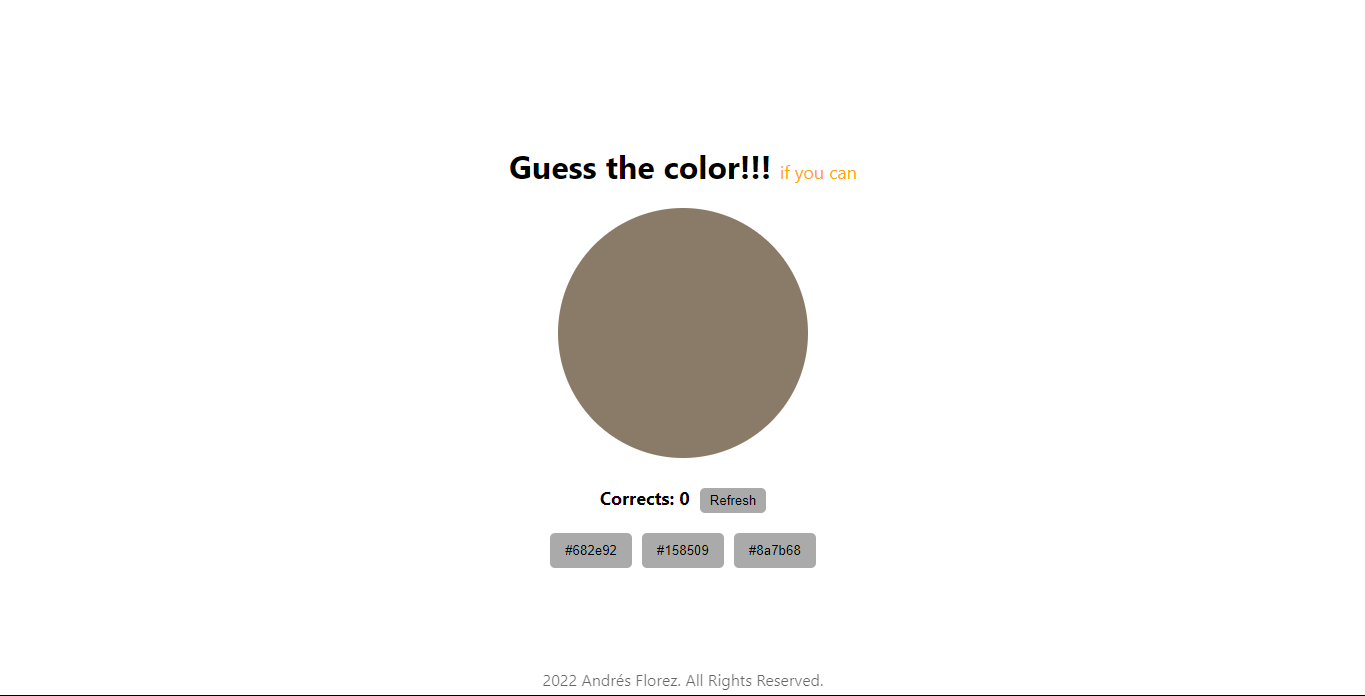 Guess the color!!! if you can
Corrects: 0 Refresh
#682e92 #158509 #8a7b68
2022 Andrés Florez. All Rights Reserved.